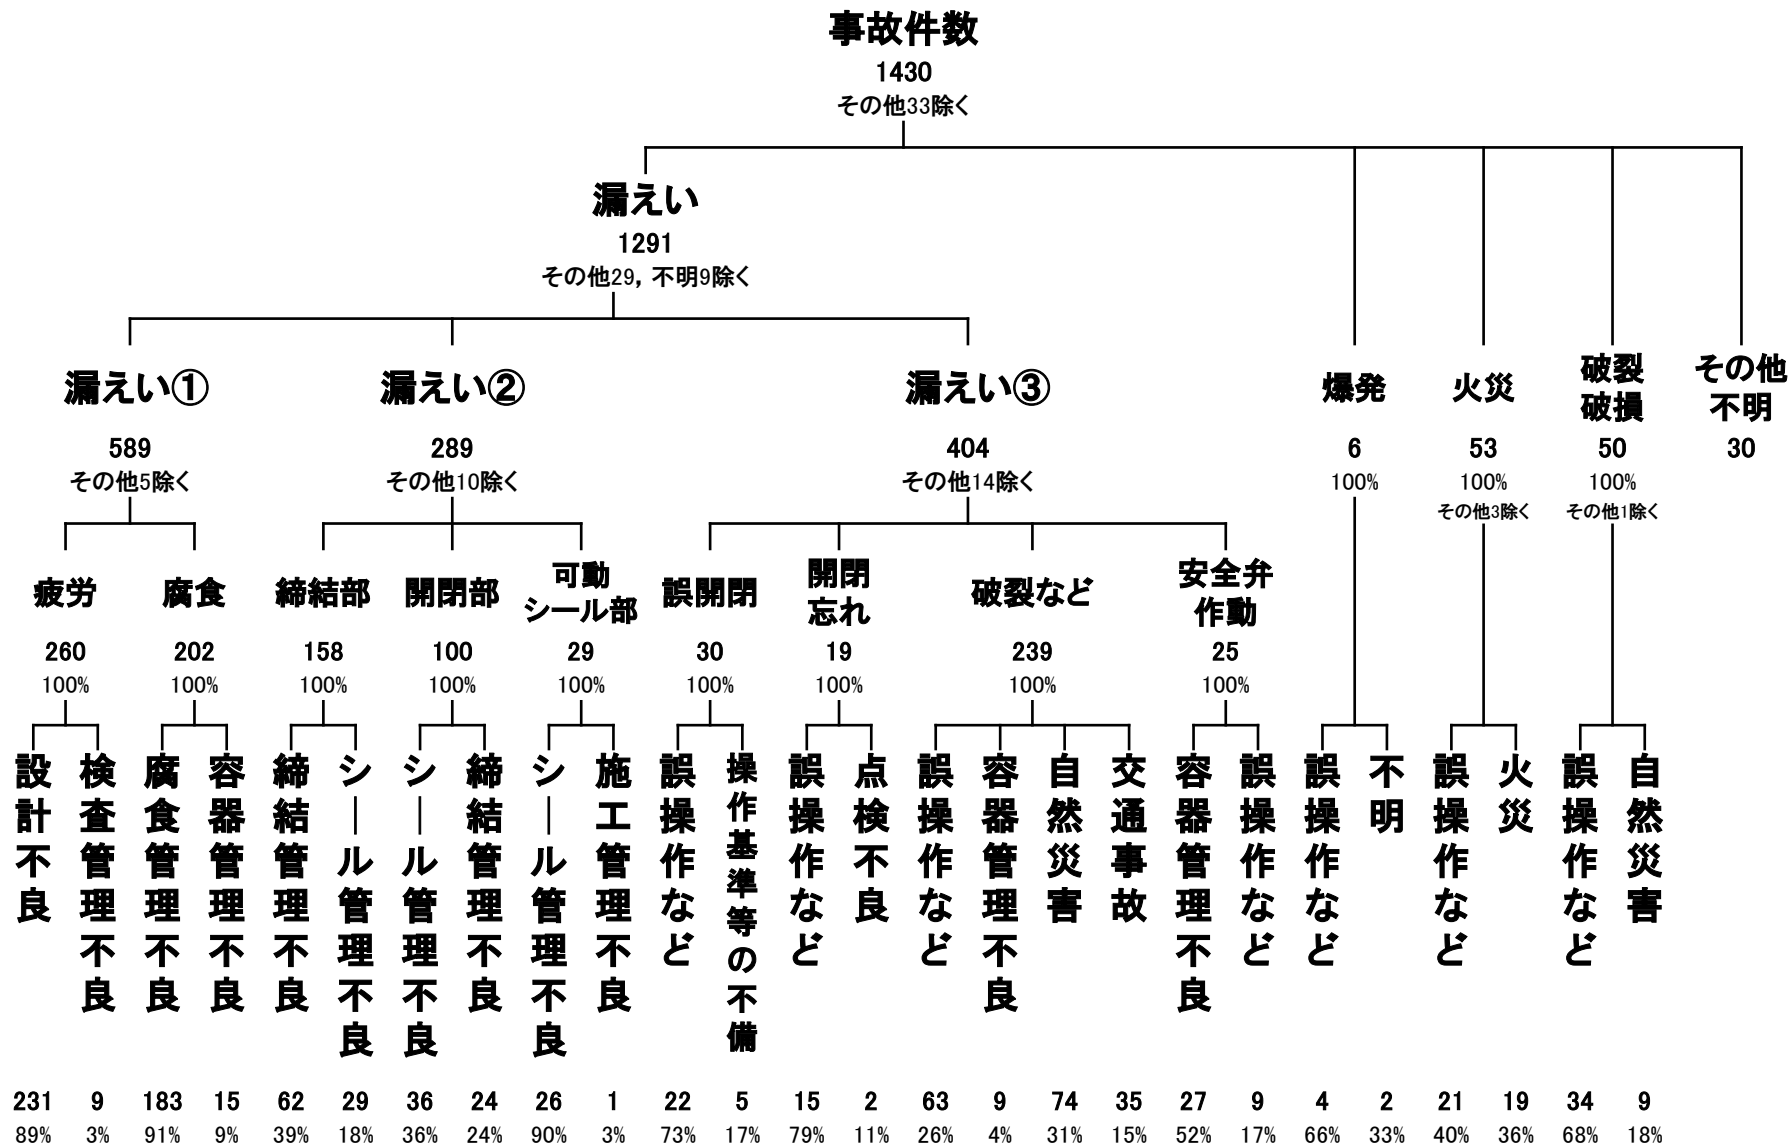 事故件数
1430
その他33除く
漏えい
1291
その他29, 不明9除く
漏えい① 漏えい② 漏えい③ 爆発 火災 破裂破損 その他不明
589 289 404 6 53 50 30
その他5除く その他10除く その他14除く 100% 100% 100%
その他3除く その他1除く
疲労 腐食 締結部 開閉部 可動シール部 誤開閉 開閉忘れ 破裂など 安全弁作動
260 202 158 100 29 30 19 239 25
100% 100% 100% 100% 100% 100% 100% 100% 100%
設計不良
検査管理不良
腐食管理不良
容器管理不良
締結管理不良
シール管理不良
シール管理不良
締結管理不良
シール管理不良
施工管理不良
誤操作など
操作基準等の不備
誤操作など
点検不良
誤操作など
容器管理不良
自然災害
交通事故
容器管理不良
誤操作など
誤操作など
不明
誤操作など
火災
誤操作など
自然災害
231 9 183 15 62 29 36 24 26 1 22 5 15 2 63 9 74 35 27 9 4 2 21 19 34 9
89% 3% 91% 9% 39% 18% 36% 24% 90% 3% 73% 17% 79% 11% 26% 4% 31% 15% 52% 17% 66% 33% 40% 36% 68% 18%